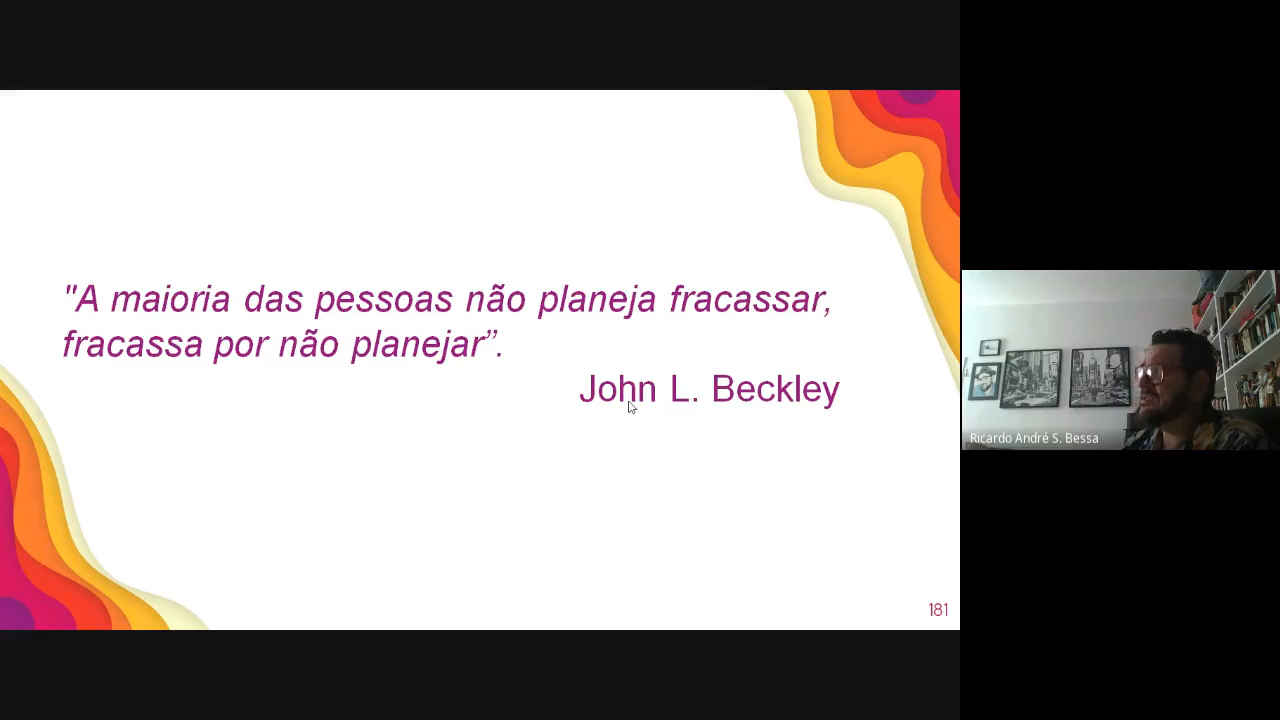 "A maioria das pessoas não planeja fracassar,
fracassa por não planejar”.
John L. Beckley
181
Ricardo André S. Bessa